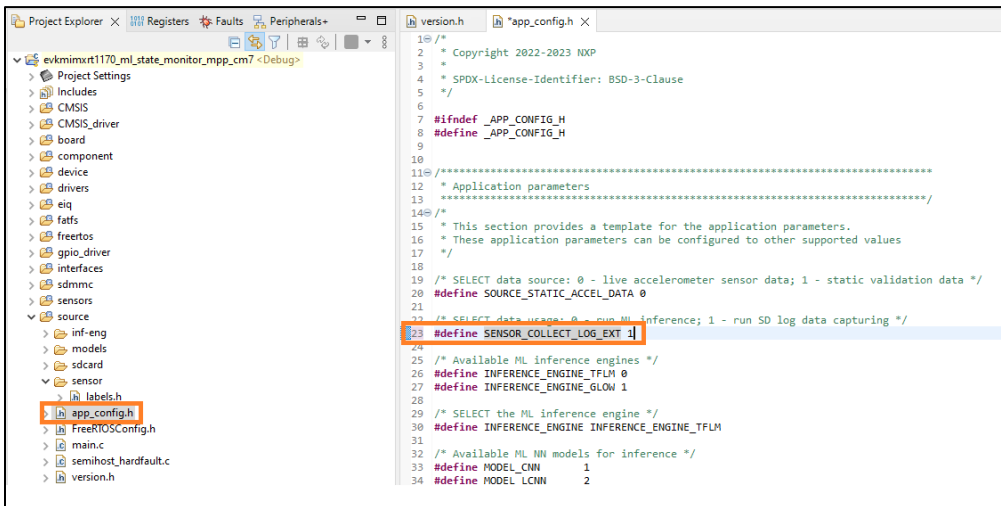 Project Explorer
Registers
Faults
Peripherals+
evkmimxrt1170_ml_state_monitor_mpp_cm7 <Debug>
Project Settings
Includes
CMSIS
CMSIS_driver
board
component
device
drivers
eiq
fatfs
freertos
gpio_driver
interfaces
sdmmc
sensors
source
inf-eng
models
sdcard
sensor
labels.h
app_config.h
FreeRTOSConfig.h
main.c
semihost_hardfault.c
version.h
version.h
*app_config.h
1 /*
2 * Copyright 2022-2023 NXP
3 *
4 * SPDX-License-Identifier: BSD-3-Clause
5 */
6
7 #ifndef _APP_CONFIG_H
8 #define _APP_CONFIG_H
9
10
11 /*******************************************************************************
12 * Application parameters
13 ******************************************************************************/
14 /*
15 * This section provides a template for the application parameters.
16 * These application parameters can be configured to other supported values
17 */
18
19 /* SELECT data source: 0 - live accelerometer sensor data; 1 - static validation data */
20 #define SOURCE_STATIC_ACCEL_DATA 0
21
22 /* SELECT data usage: 0 - run ML inference; 1 - run SD log data capturing */
23 #define SENSOR_COLLECT_LOG_EXT 1
24
25 /* Available ML inference engines */
26 #define INFERENCE_ENGINE_TFLM 0
27 #define INFERENCE_ENGINE_GLOW 1
28
29 /* SELECT the ML inference engine */
30 #define INFERENCE_ENGINE INFERENCE_ENGINE_TFLM
31
32 /* Available ML NN models for inference */
33 #define MODEL_CNN 1
34 #define MODEL_LCNN 2